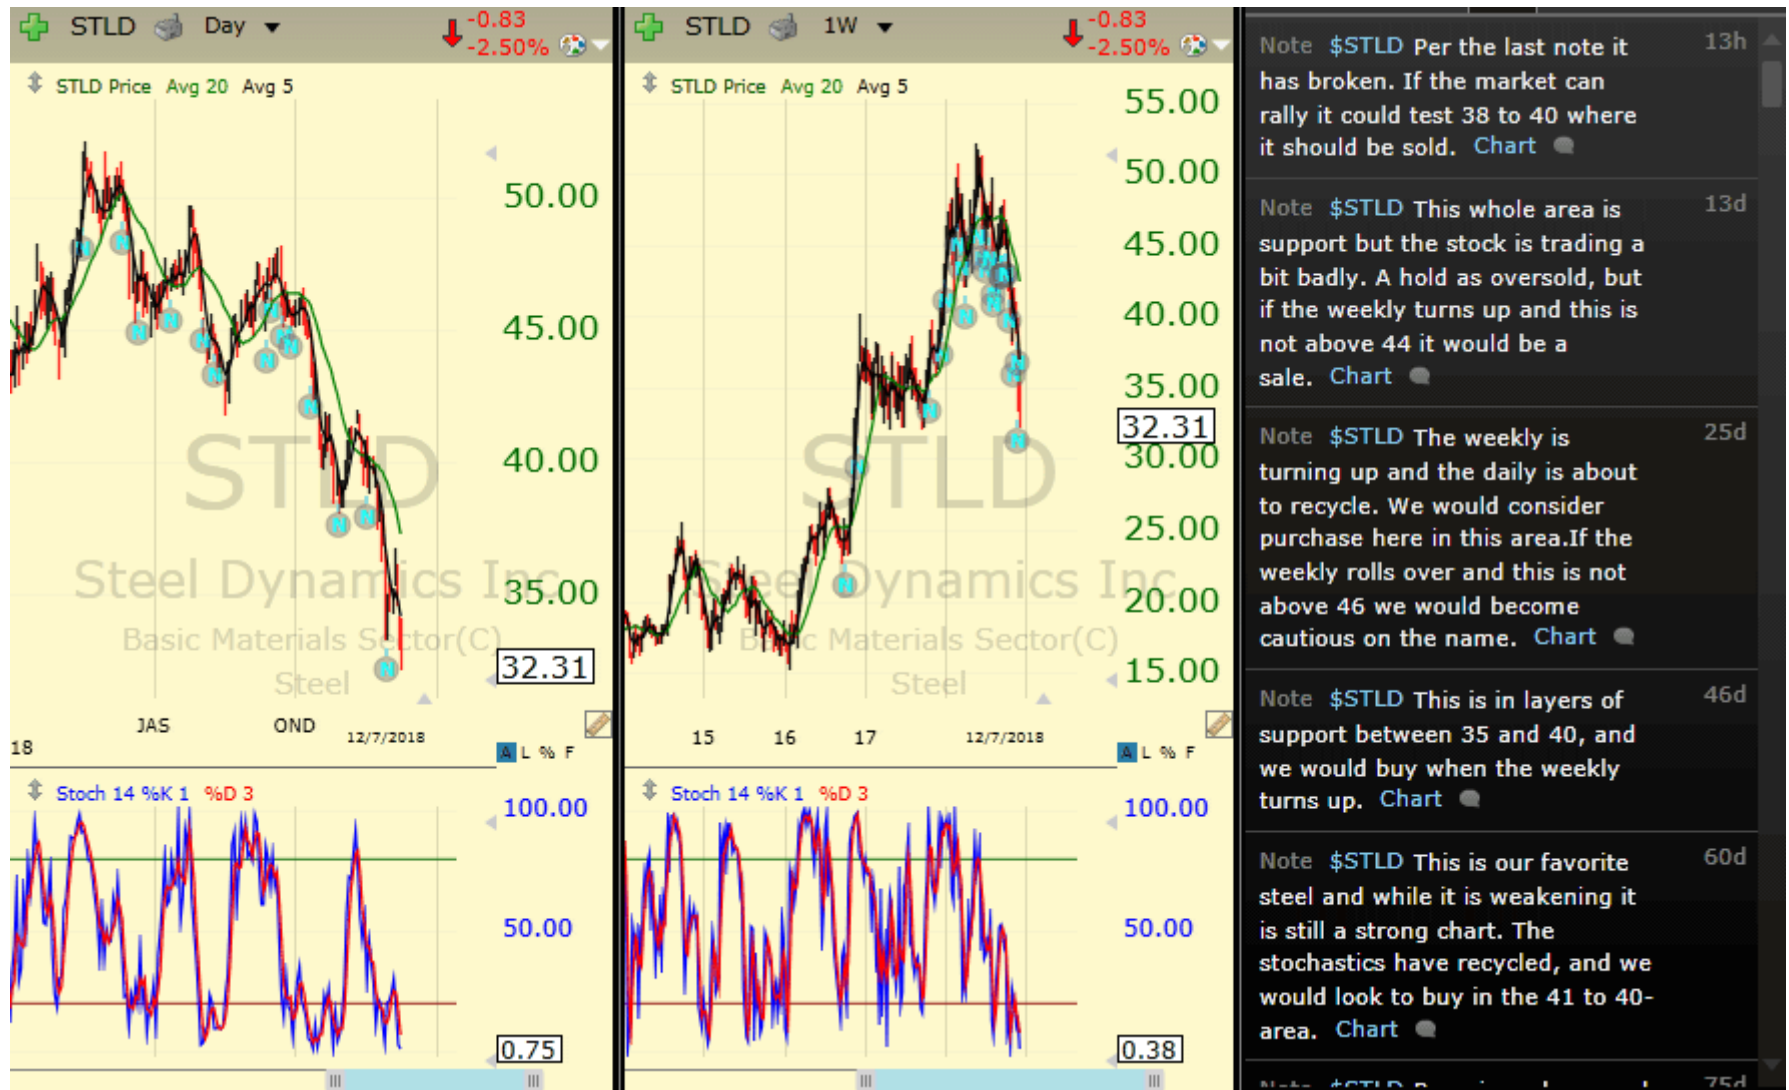 STLD Day
-0.83
-2.50%
STLD Price Avg 20 Avg 5
50.00
45.00
40.00
35.00
32.31
STLD
Steel Dynamics Inc
Basic Materials Sector(C)
Steel
18 JAS OND 12/7/2018
A L % F
Stoch 14 %K 1 %D 3
100.00
50.00
0.75
STLD 1W
-0.83
-2.50%
STLD Price Avg 20 Avg 5
55.00
50.00
45.00
40.00
35.00
32.31
30.00
25.00
20.00
15.00
STLD
Steel Dynamics Inc
Basic Materials Sector(C)
Steel
15 16 17 12/7/2018
A L % F
Stoch 14 %K 1 %D 3
100.00
50.00
0.38
Note $STLD Per the last note it 13h
has broken. If the market can
rally it could test 38 to 40 where
it should be sold. Chart
Note $STLD This whole area is 13d
support but the stock is trading a
bit badly. A hold as oversold, but
if the weekly turns up and this is
not above 44 it would be a
sale. Chart
Note $STLD The weekly is 25d
turning up and the daily is about
to recycle. We would consider
purchase here in this area.If the
weekly rolls over and this is not
above 46 we would become
cautious on the name. Chart
Note $STLD This is in layers of 46d
support between 35 and 40, and
we would buy when the weekly
turns up. Chart
Note $STLD This is our favorite 60d
steel and while it is weakening it
is still a strong chart. The
stochastics have recycled, and we
would look to buy in the 41 to 40-
area. Chart
75d